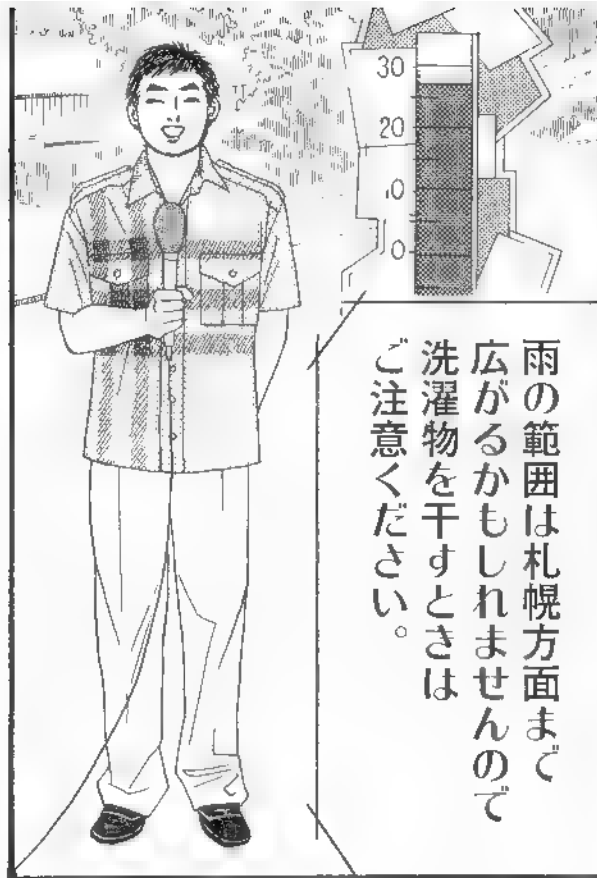 30
20
10
0
雨の範囲は札幌方面まで
広がるかもしれませんので
洗濯物を干すときは
ご注意ください。